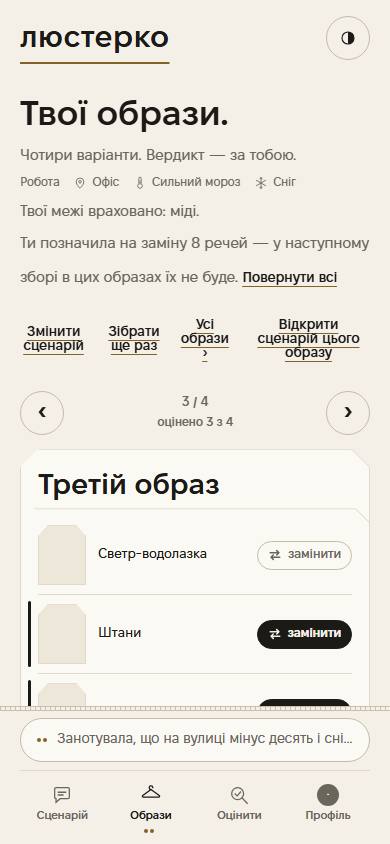 люстерко
Твої образи.
Чотири варіанти. Вердикт — за тобою.
Робота Офіс Сильний мороз Сніг
Твої межі враховано: міді.
Ти позначила на заміну 8 речей — у наступному
зборі в цих образах їх не буде. Повернути всі
Змінити
сценарій
Зібрати
ще раз
Усі
образи
›
Відкрити
сценарій цього
образу
‹
3 / 4
оцінено 3 з 4
›
Третій образ
Светр-водолазка
замінити
Штани
замінити
Занотувала, що на вулиці мінус десять і сні...
Сценарій
Образи
Оцінити
Профіль